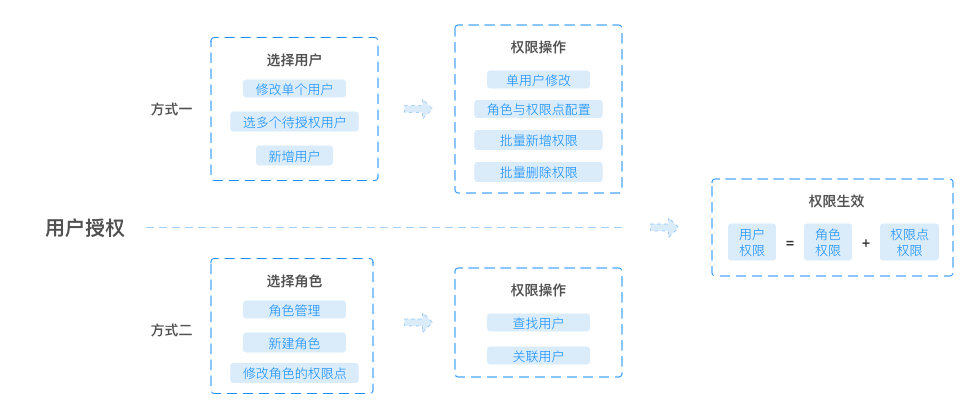 用户授权
方式一
选择用户
修改单个用户
选多个待授权用户
新增用户
权限操作
单用户修改
角色与权限点配置
批量新增权限
批量删除权限
方式二
选择角色
角色管理
新建角色
修改角色的权限点
权限操作
查找用户
关联用户
权限生效
用户
权限
=
角色
权限
+
权限点
权限